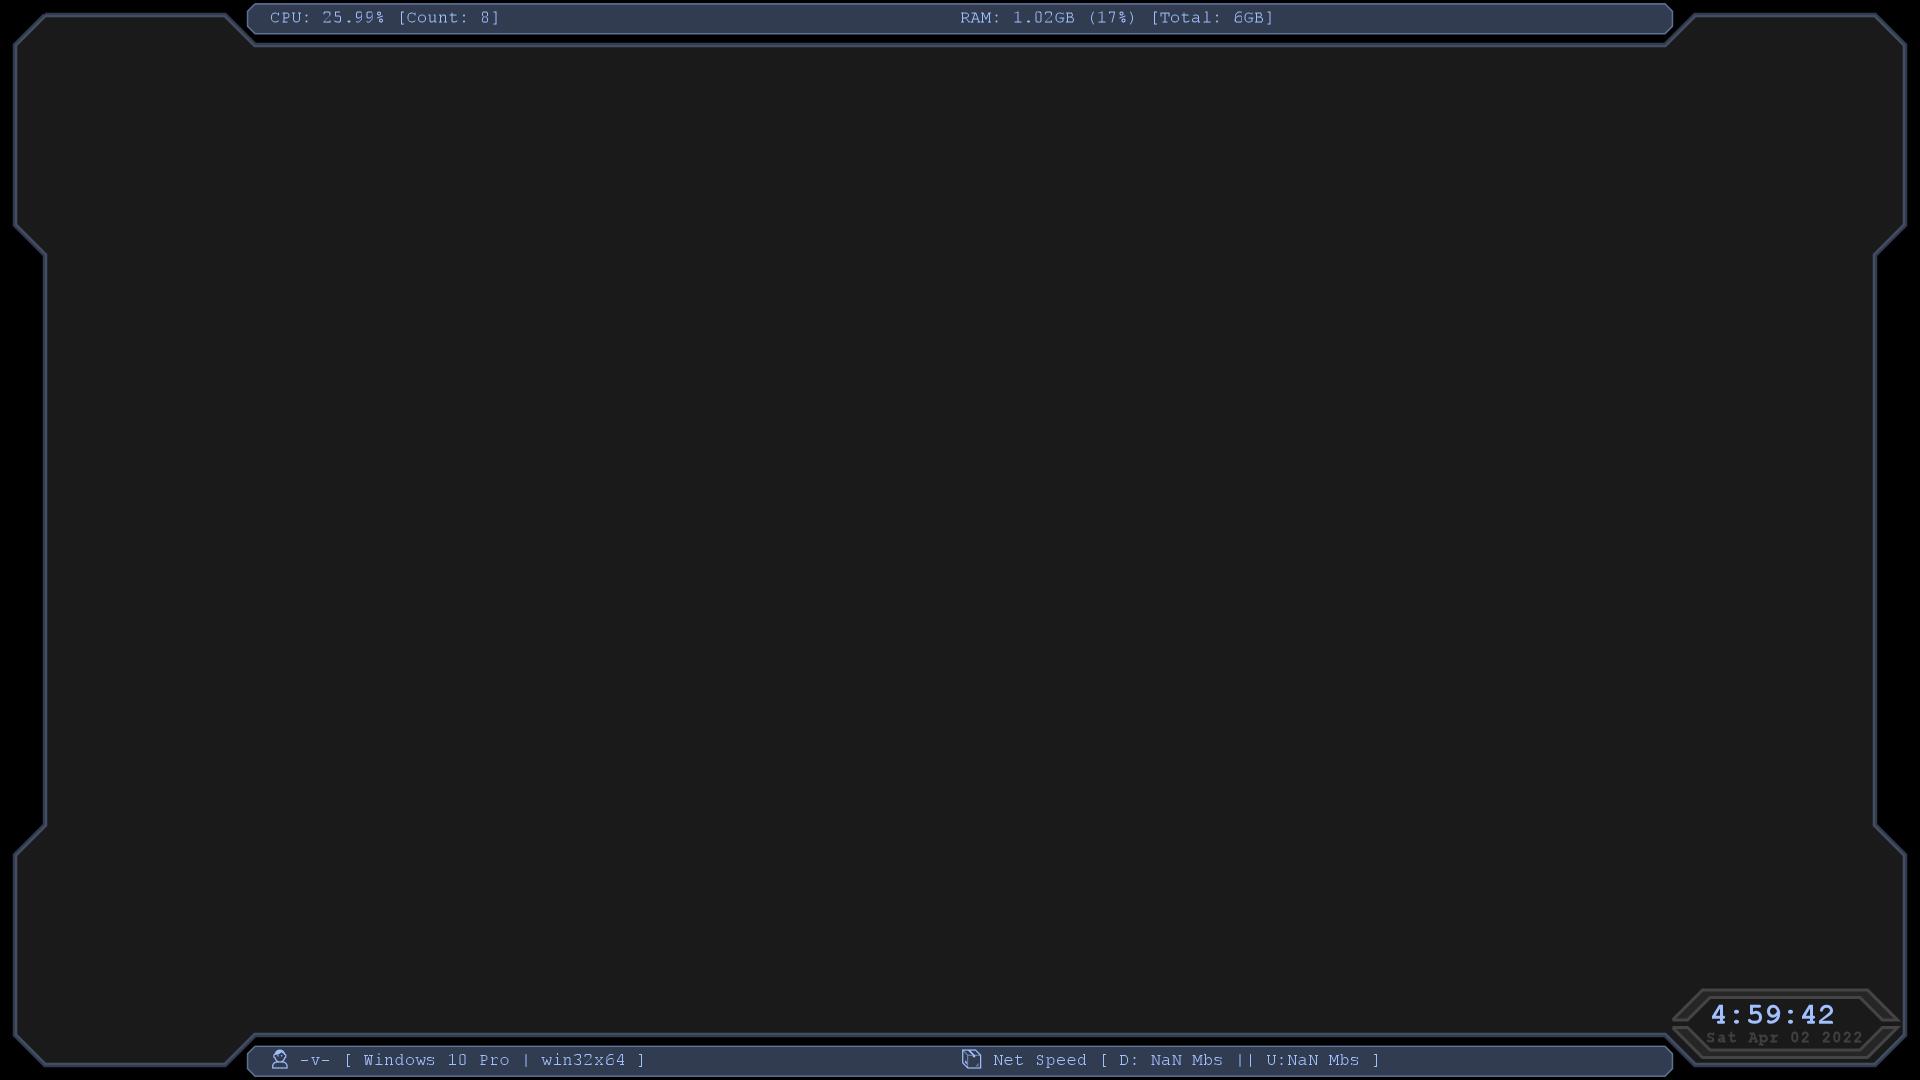 CPU: 25.99% [Count: 8]
RAM: 1.02GB (17%) [Total: 6GB]
4:59:42
Sat Apr 02 2022
-v- [ Windows 10 Pro | win32x64 ]
Net Speed [ D: NaN Mbs || U:NaN Mbs ]